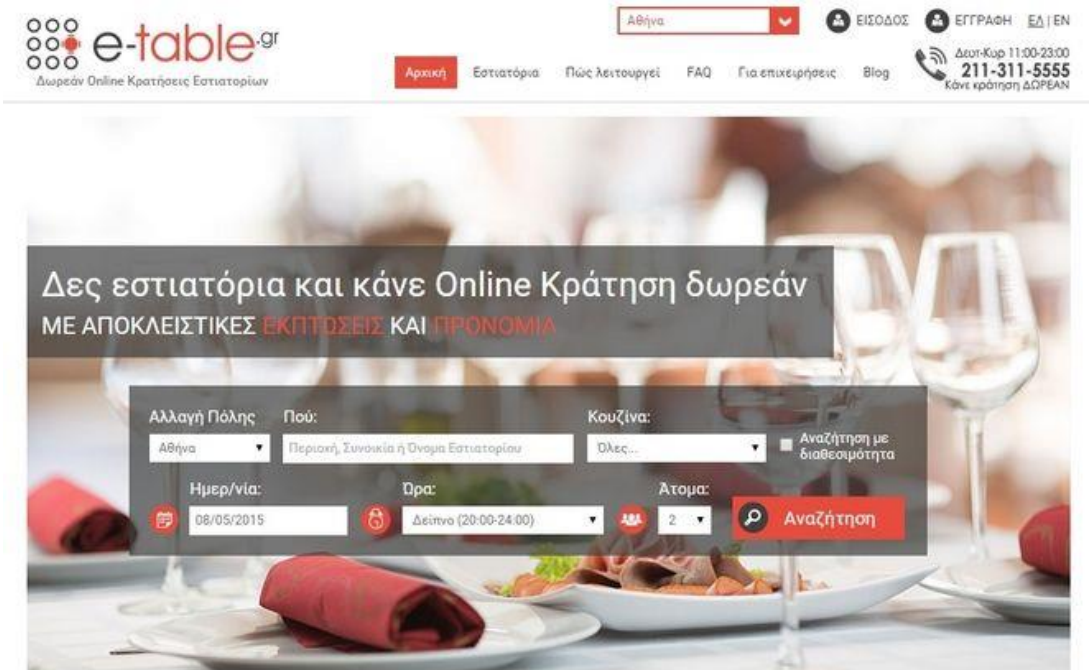 e-table.gr
Δωρεάν Online Κρατήσεις Εστιατορίων
Αθήνα
ΕΙΣΟΔΟΣ
ΕΓΓΡΑΦΗ
ΕΛ | EN
Αρχική
Εστιατόρια
Πώς λειτουργεί
FAQ
Για επιχειρήσεις
Blog
Δευτ-Κυρ 11:00-23:00
211-311-5555
Κάνε κράτηση ΔΩΡΕΑΝ
Δες εστιατόρια και κάνε Online Κράτηση δωρεάν
ΜΕ ΑΠΟΚΛΕΙΣΤΙΚΕΣ ΕΚΠΤΩΣΕΙΣ ΚΑΙ ΠΡΟΝΟΜΙΑ
Αλλαγή Πόλης
Πού:
Κουζίνα:
Αθήνα
Περιοχή, Συνοικία ή Όνομα Εστιατορίου
Όλες...
Αναζήτηση με
διαθεσιμότητα
Ημερ/νία:
Ώρα:
Άτομα:
08/05/2015
Δείπνο (20:00-24:00)
2
Αναζήτηση